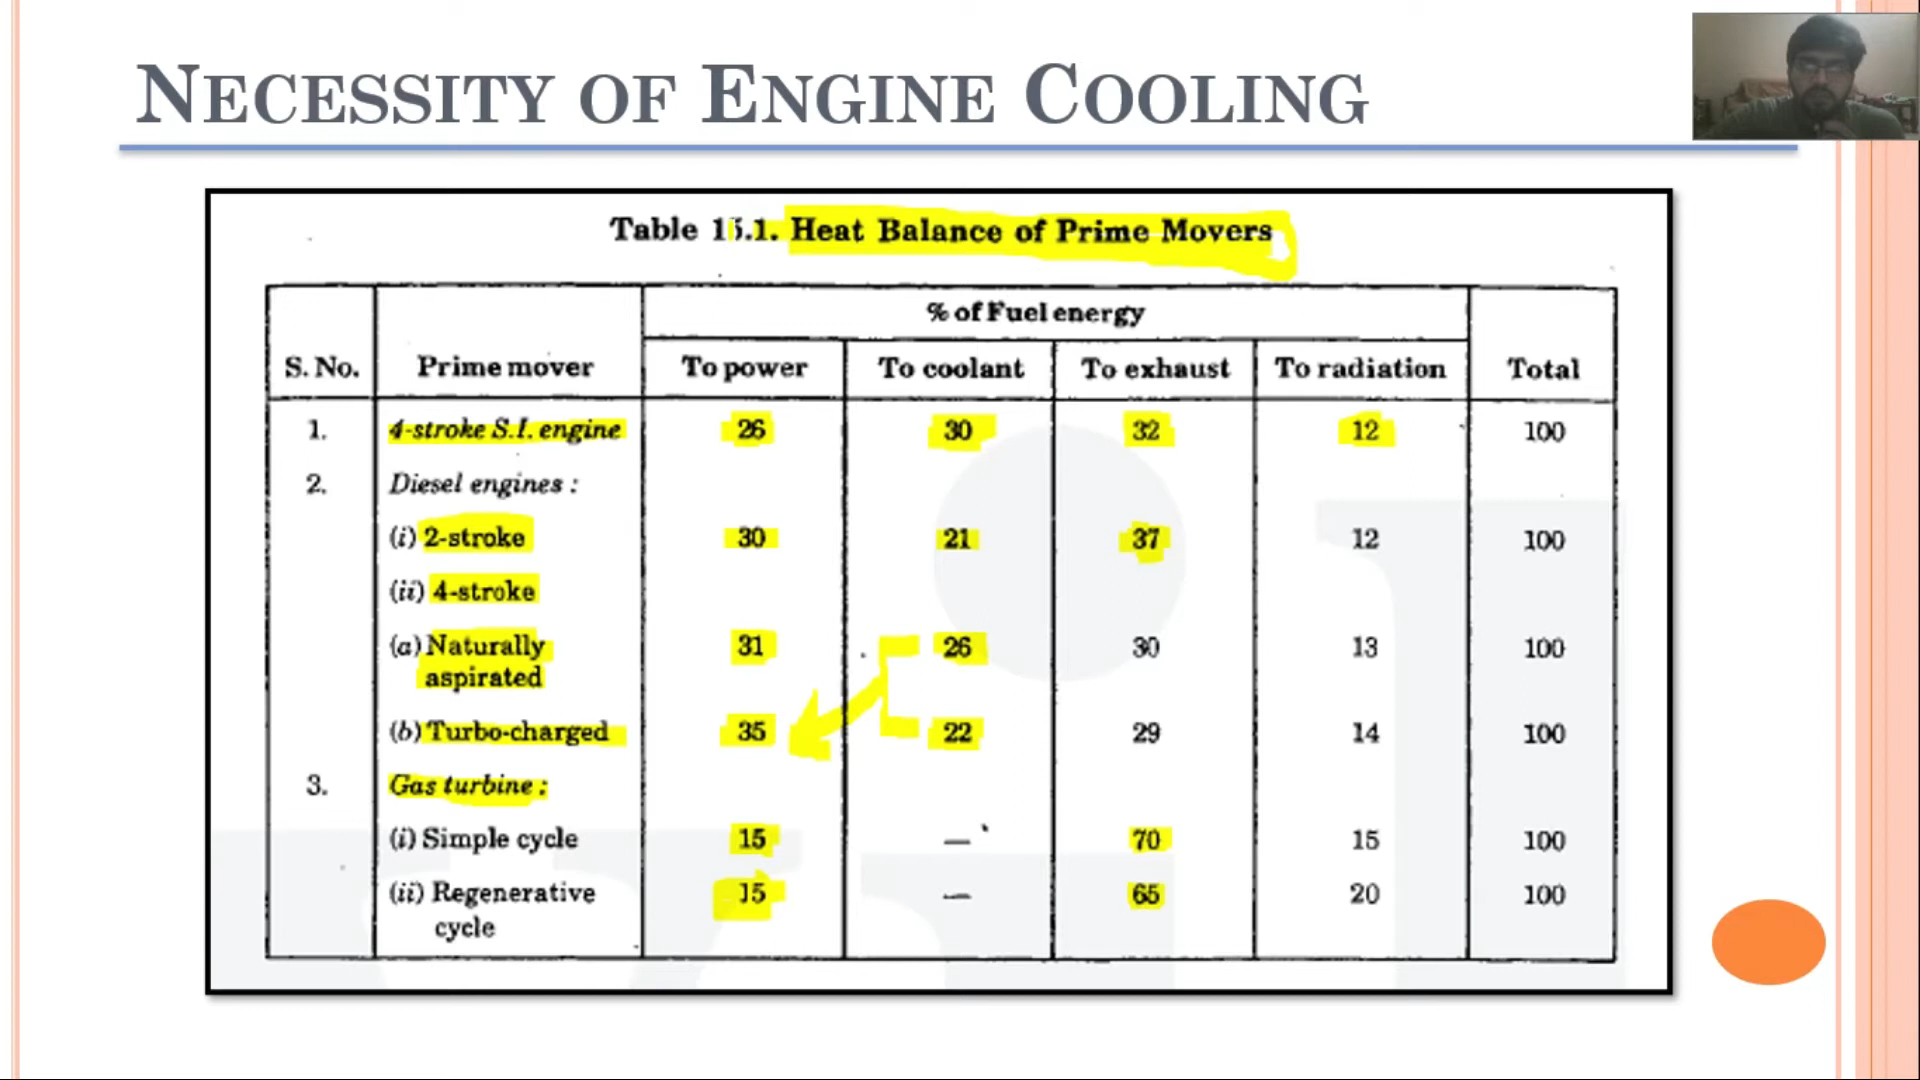 NECESSITY OF ENGINE COOLING
Table 15.1. Heat Balance of Prime Movers
% of Fuel energy
S. No. Prime mover To power To coolant To exhaust To radiation Total
1. 4-stroke S.I. engine 26 30 32 12 100
2. Diesel engines :
(i) 2-stroke 30 21 37 12 100
(ii) 4-stroke
(a) Naturally 31 26 30 13 100
aspirated
(b) Turbo-charged 35 22 29 14 100
3. Gas turbine :
(i) Simple cycle 15 — 70 15 100
(ii) Regenerative 15 — 65 20 100
cycle